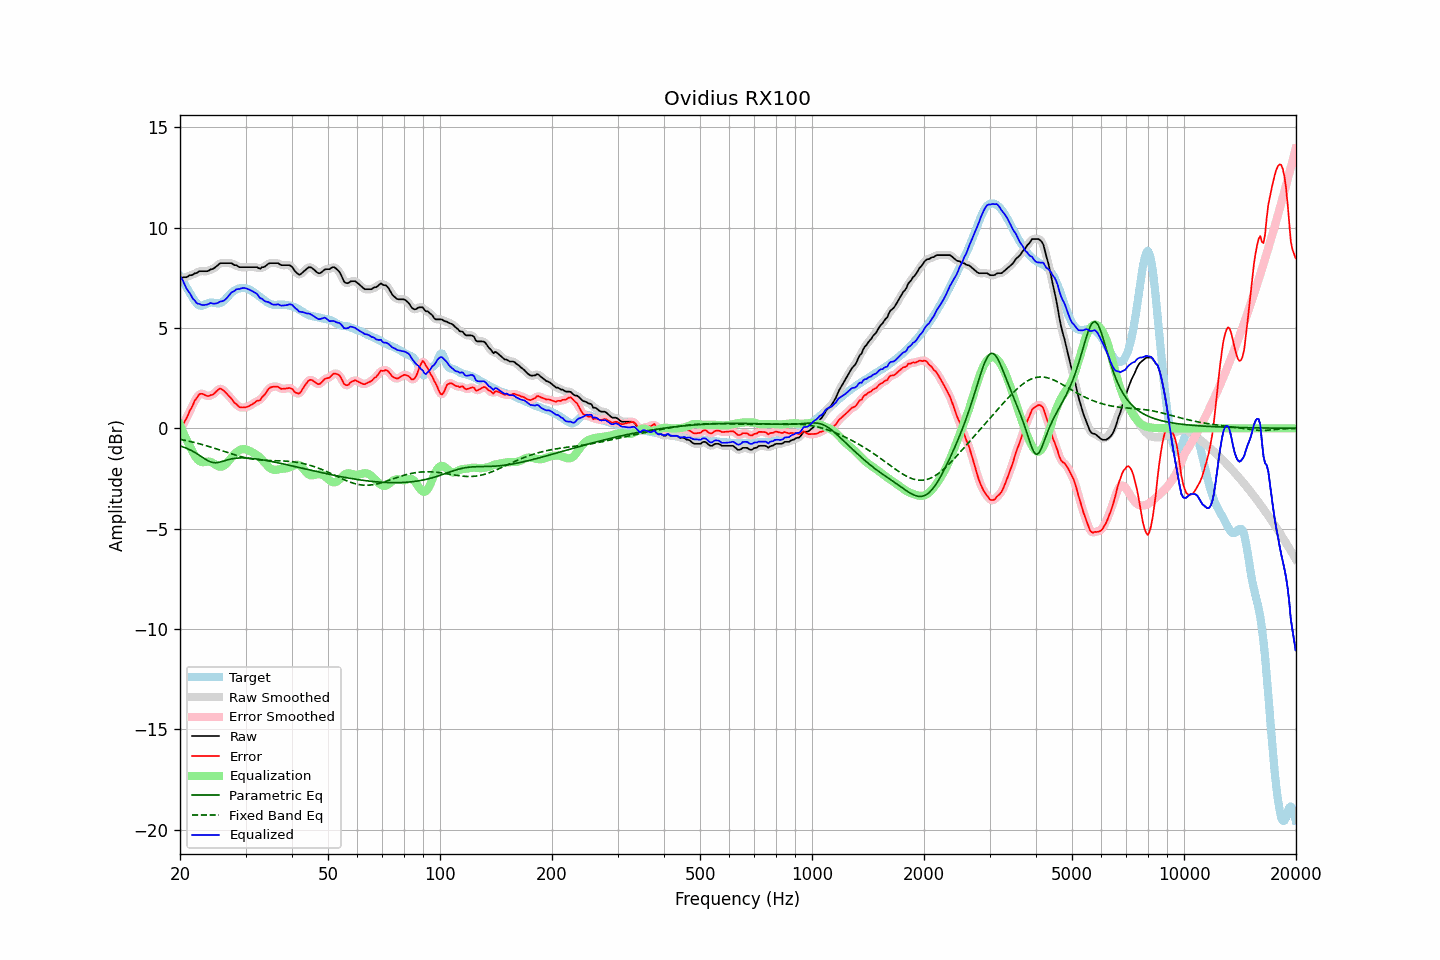 Ovidius RX100
15
10
5
0
−5
−10
−15
−20
Amplitude (dBr)
Target
Raw Smoothed
Error Smoothed
Raw
Error
Equalization
Parametric Eq
Fixed Band Eq
Equalized
20 50 100 200 500 1000 2000 5000 10000 20000
Frequency (Hz)